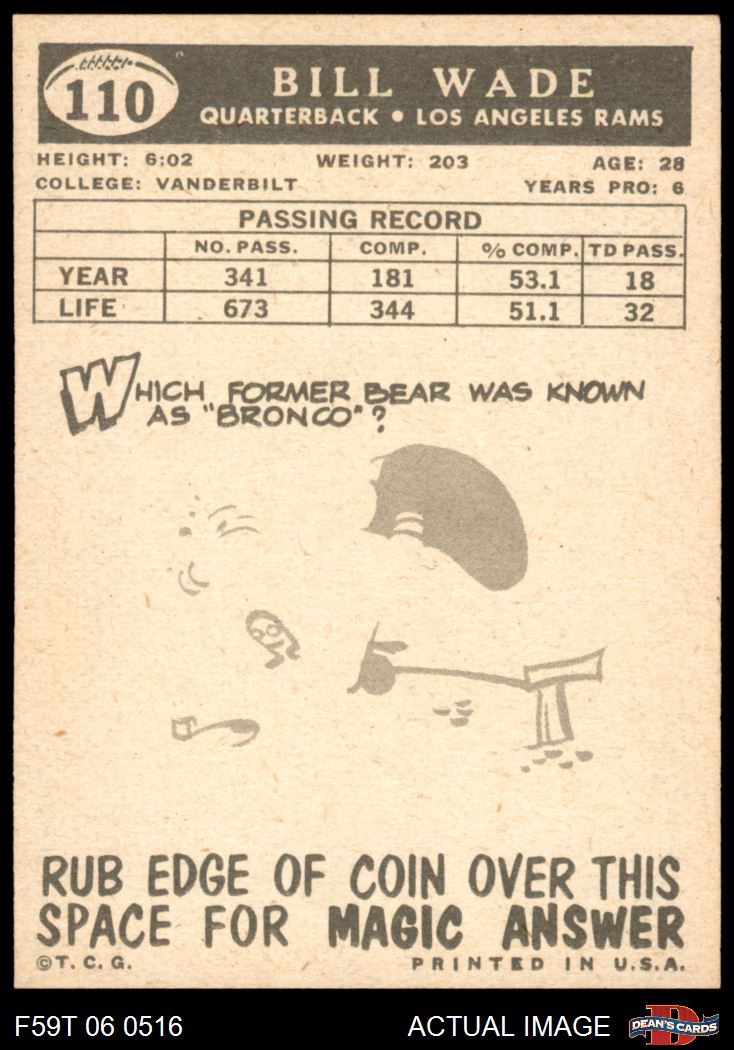 110
BILL WADE
QUARTERBACK • LOS ANGELES RAMS
HEIGHT: 6:02 WEIGHT: 203 AGE: 28
COLLEGE: VANDERBILT YEARS PRO: 6
PASSING RECORD
NO. PASS. COMP. % COMP. TD PASS.
YEAR 341 181 53.1 18
LIFE 673 344 51.1 32
WHICH FORMER BEAR WAS KNOWN
AS "BRONCO"?
RUB EDGE OF COIN OVER THIS
SPACE FOR MAGIC ANSWER
©T. C. G. PRINTED IN U.S.A.
F59T 06 0516 ACTUAL IMAGE DEAN'S CARDS